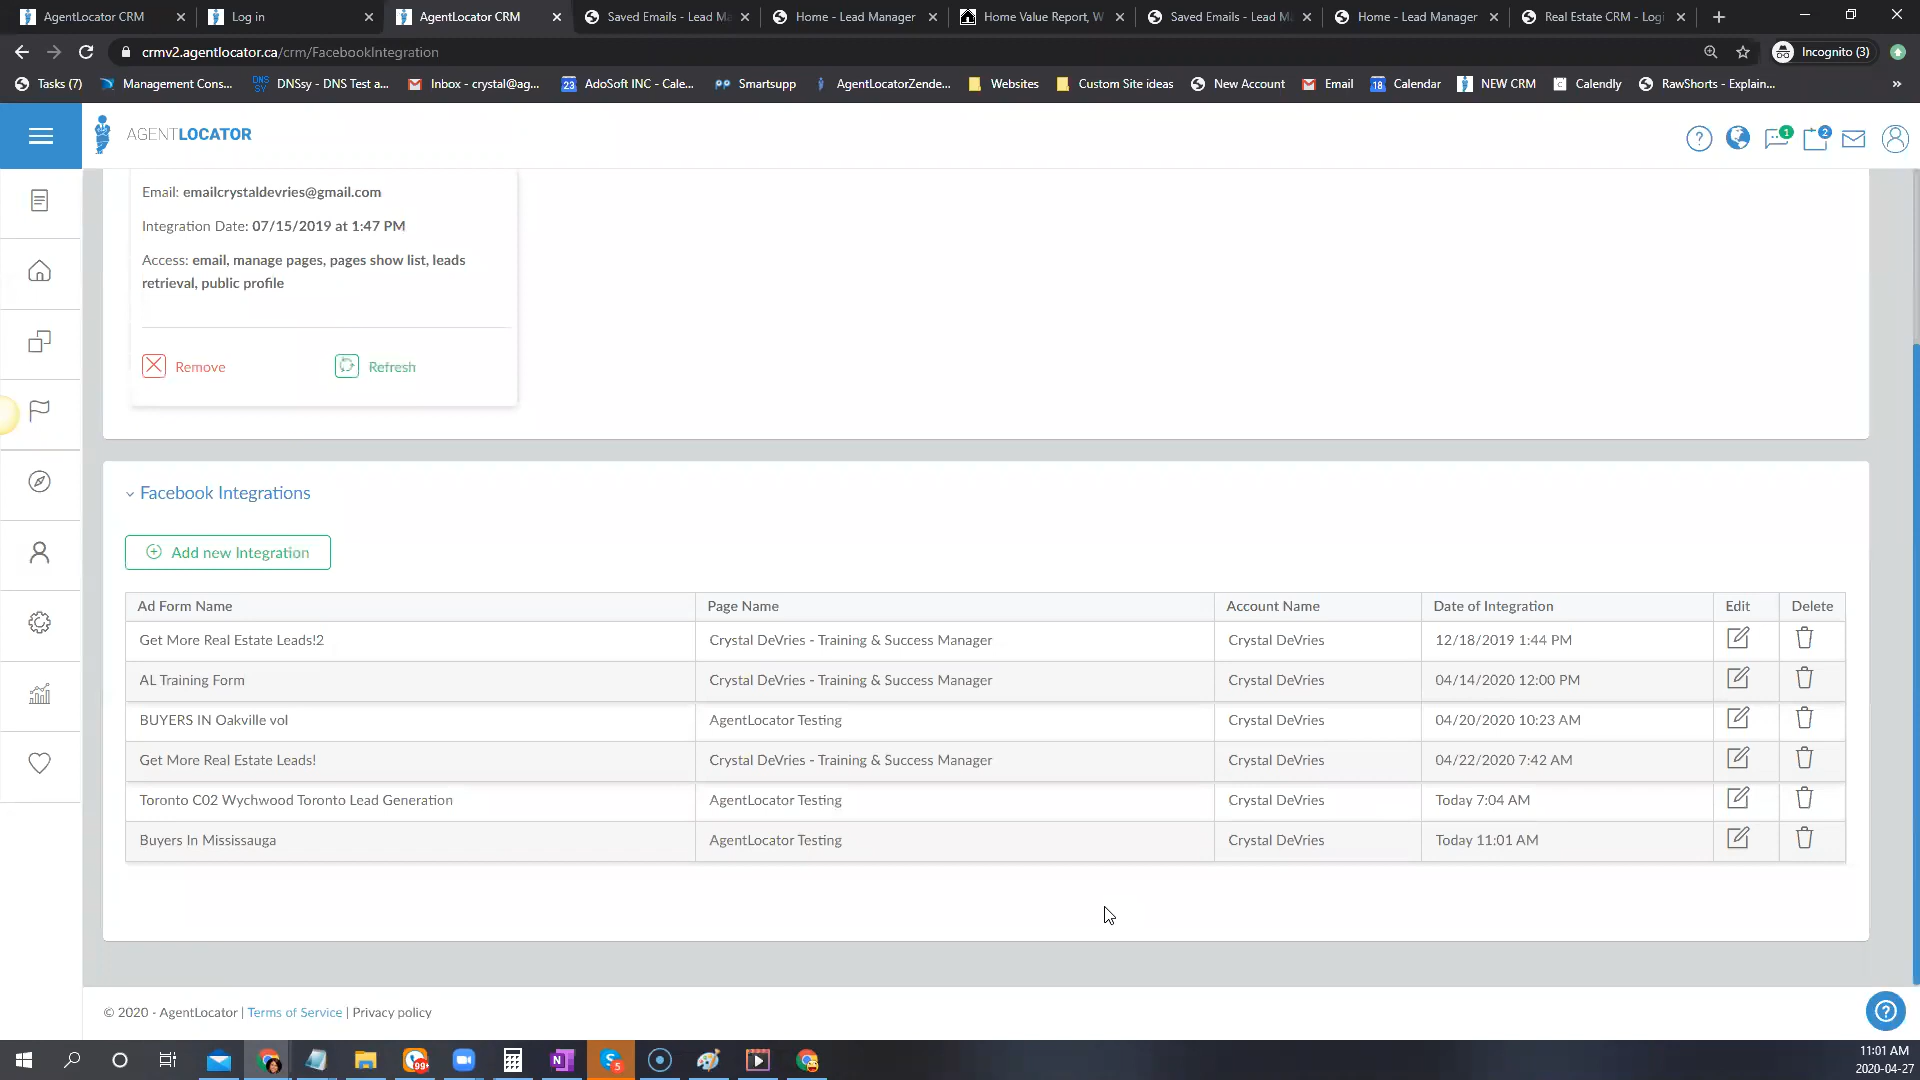 AgentLocator CRM
Log in
AgentLocator CRM
Saved Emails - Lead Ma
Home - Lead Manager
Home Value Report, W
Saved Emails - Lead Ma
Home - Lead Manager
Real Estate CRM - Logi
crmv2.agentlocator.ca/crm/FacebookIntegration
Incognito (3)
Tasks (7)
Management Cons...
DNS SY
DNSsy - DNS Test a...
Inbox - crystal@ag...
23
AdoSoft INC - Cale...
Smartsupp
AgentLocatorZende...
Websites
Custom Site ideas
New Account
Email
18
Calendar
NEW CRM
Calendly
RawShorts - Explain...
»
AGENTLOCATOR
?
1
2
Email: emailcrystaldevries@gmail.com
Integration Date: 07/15/2019 at 1:47 PM
Access: email, manage pages, pages show list, leads
retrieval, public profile
Remove
Refresh
Facebook Integrations
Add new Integration
Ad Form Name Page Name Account Name Date of Integration Edit Delete
Get More Real Estate Leads!2 Crystal DeVries - Training & Success Manager Crystal DeVries 12/18/2019 1:44 PM
AL Training Form Crystal DeVries - Training & Success Manager Crystal DeVries 04/14/2020 12:00 PM
BUYERS IN Oakville vol AgentLocator Testing Crystal DeVries 04/20/2020 10:23 AM
Get More Real Estate Leads! Crystal DeVries - Training & Success Manager Crystal DeVries 04/22/2020 7:42 AM
Toronto C02 Wychwood Toronto Lead Generation AgentLocator Testing Crystal DeVries Today 7:04 AM
Buyers In Mississauga AgentLocator Testing Crystal DeVries Today 11:01 AM
© 2020 - AgentLocator | Terms of Service | Privacy policy
?
99+
N
S
5
11:01 AM
2020-04-27